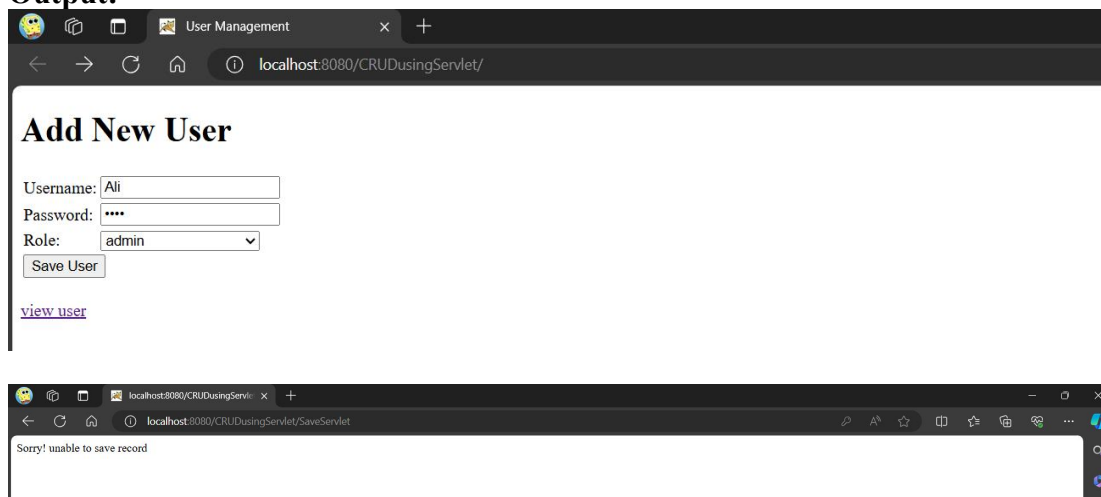 Output:
User Management
localhost:8080/CRUDusingServlet/
Add New User
Username: Ali
Password: ••••
Role: admin
Save User
view user
localhost:8080/CRUDusingServle
localhost:8080/CRUDusingServlet/SaveServlet
Sorry! unable to save record